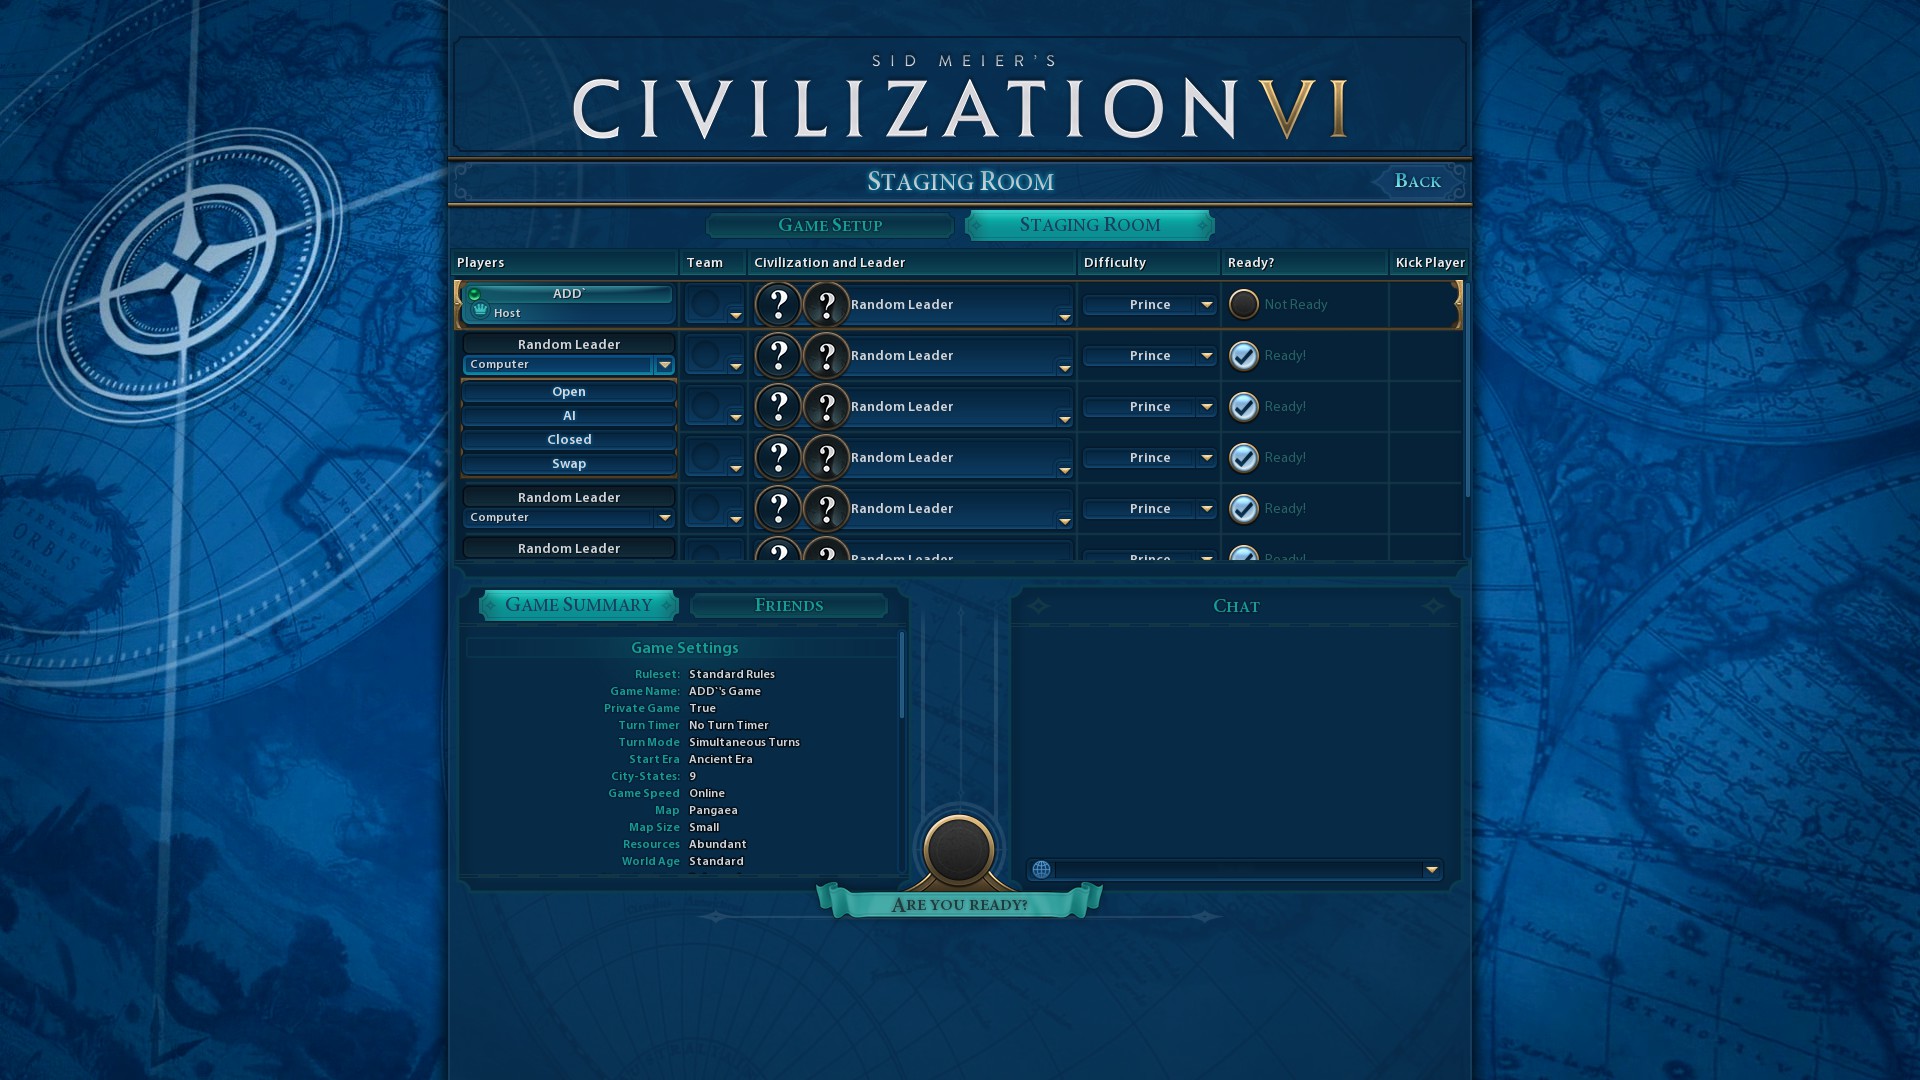 SID MEIER'S
CIVILIZATION VI
STAGING ROOM
BACK
GAME SETUP
STAGING ROOM
Players
Team
Civilization and Leader
Difficulty
Ready?
Kick Player
ADD`
Host
? ? Random Leader
Prince
Not Ready
Random Leader
Computer
? ? Random Leader
Prince
Ready!
Open
AI
Closed
Swap
? ? Random Leader
Prince
Ready!
? ? Random Leader
Prince
Ready!
Random Leader
Computer
? ? Random Leader
Prince
Ready!
Random Leader
? ? Random Leader
Prince
Ready!
GAME SUMMARY
FRIENDS
Game Settings
Ruleset: Standard Rules
Game Name: ADD`'s Game
Private Game True
Turn Timer No Turn Timer
Turn Mode Simultaneous Turns
Start Era Ancient Era
City-States: 9
Game Speed Online
Map Pangaea
Map Size Small
Resources Abundant
World Age Standard
CHAT
ARE YOU READY?
ORBIS